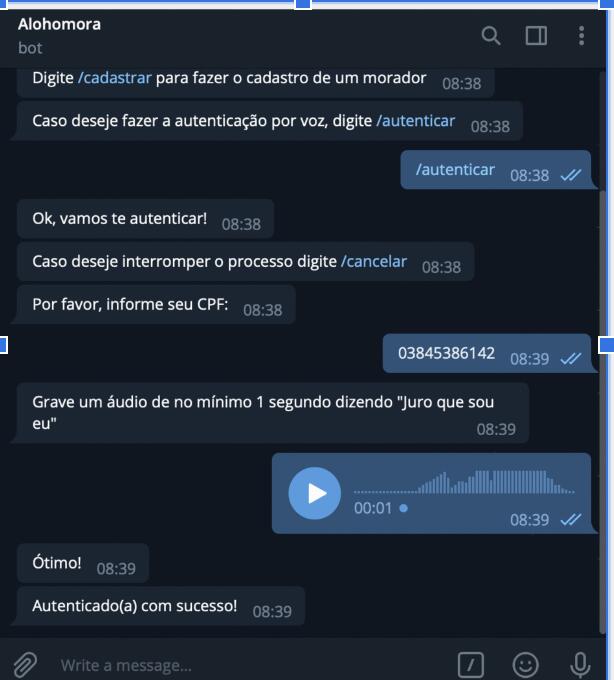 Alohomora
bot
Digite /cadastrar para fazer o cadastro de um morador 08:38
Caso deseje fazer a autenticação por voz, digite /autenticar 08:38
/autenticar 08:38
Ok, vamos te autenticar! 08:38
Caso deseje interromper o processo digite /cancelar 08:38
Por favor, informe seu CPF: 08:38
03845386142 08:39
Grave um áudio de no mínimo 1 segundo dizendo "Juro que sou
eu" 08:39
00:01 08:39
Ótimo! 08:39
Autenticado(a) com sucesso! 08:39
Write a message...